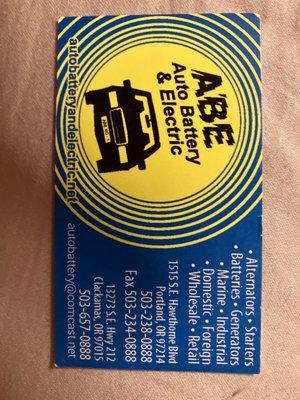 ABE
Auto Battery
& Electric
autobatteryandelectric.net
autobattery@comcast.net
• Alternators • Starters
• Batteries • Generators
• Marine • Industrial
• Domestic • Foreign
• Wholesale • Retail
1515 S.E. Hawthorne Blvd
Portland, OR 97214
503-238-0888
Fax 503-234-0888
13273 S.E. Hwy 212
Clackamas, OR 97015
503-657-0888